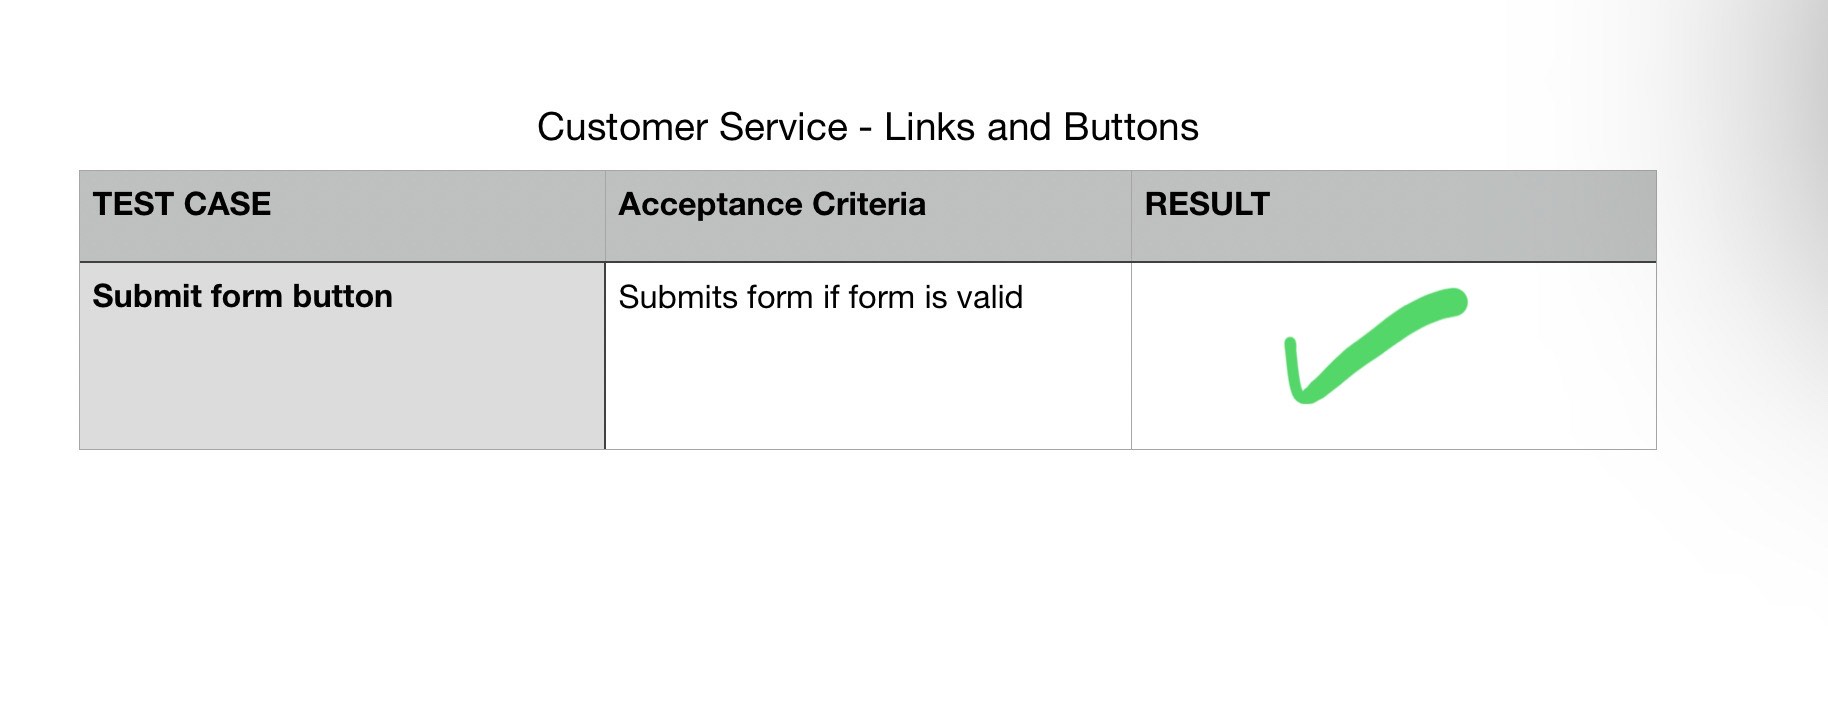 Customer Service - Links and Buttons
TEST CASE
Acceptance Criteria
RESULT
Submit form button
Submits form if form is valid